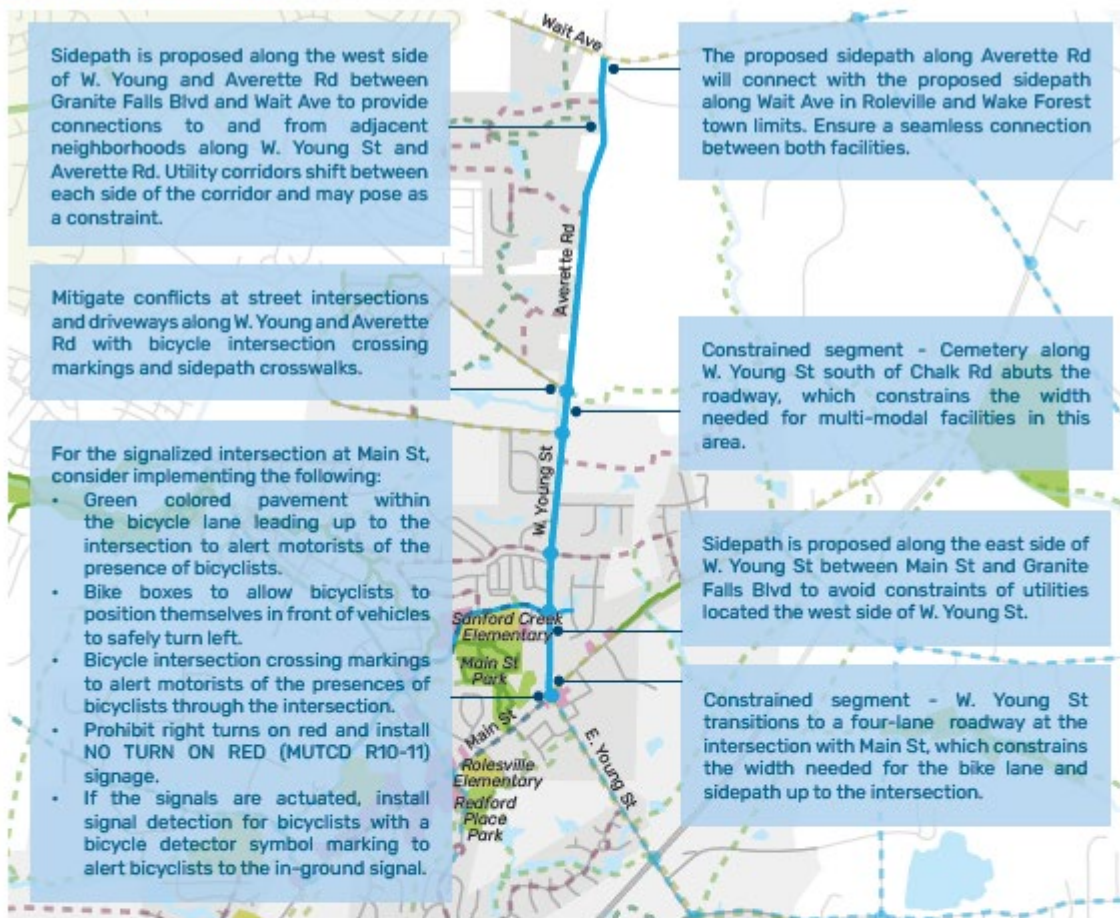 Wait Ave
Sidepath is proposed along the west side
of W. Young and Averette Rd between
Granite Falls Blvd and Wait Ave to provide
connections to and from adjacent
neighborhoods along W. Young St and
Averette Rd. Utility corridors shift between
each side of the corridor and may pose as
a constraint.
The proposed sidepath along Averette Rd
will connect with the proposed sidepath
along Wait Ave in Roleville and Wake Forest
town limits. Ensure a seamless connection
between both facilities.
Averette Rd
Mitigate conflicts at street intersections
and driveways along W. Young and Averette
Rd with bicycle intersection crossing
markings and sidepath crosswalks.
Constrained segment - Cemetery along
W. Young St south of Chalk Rd abuts the
roadway, which constrains the width
needed for multi-modal facilities in this
area.
W. Young St
For the signalized intersection at Main St,
consider implementing the following:
• Green colored pavement within
the bicycle lane leading up to the
intersection to alert motorists of the
presence of bicyclists.
• Bike boxes to allow bicyclists to
position themselves in front of vehicles
to safely turn left.
• Bicycle intersection crossing markings
to alert motorists of the presences of
bicyclists through the intersection.
• Prohibit right turns on red and install
NO TURN ON RED (MUTCD R10-11)
signage.
• If the signals are actuated, install
signal detection for bicyclists with a
bicycle detector symbol marking to
alert bicyclists to the in-ground signal.
Sidepath is proposed along the east side of
W. Young St between Main St and Granite
Falls Blvd to avoid constraints of utilities
located the west side of W. Young St.
Sanford Creek
Elementary
Main St
Park
Main St
Constrained segment - W. Young St
transitions to a four-lane roadway at the
intersection with Main St, which constrains
the width needed for the bike lane and
sidepath up to the intersection.
E. Young St
Rolesville
Elementary
Redford
Place
Park